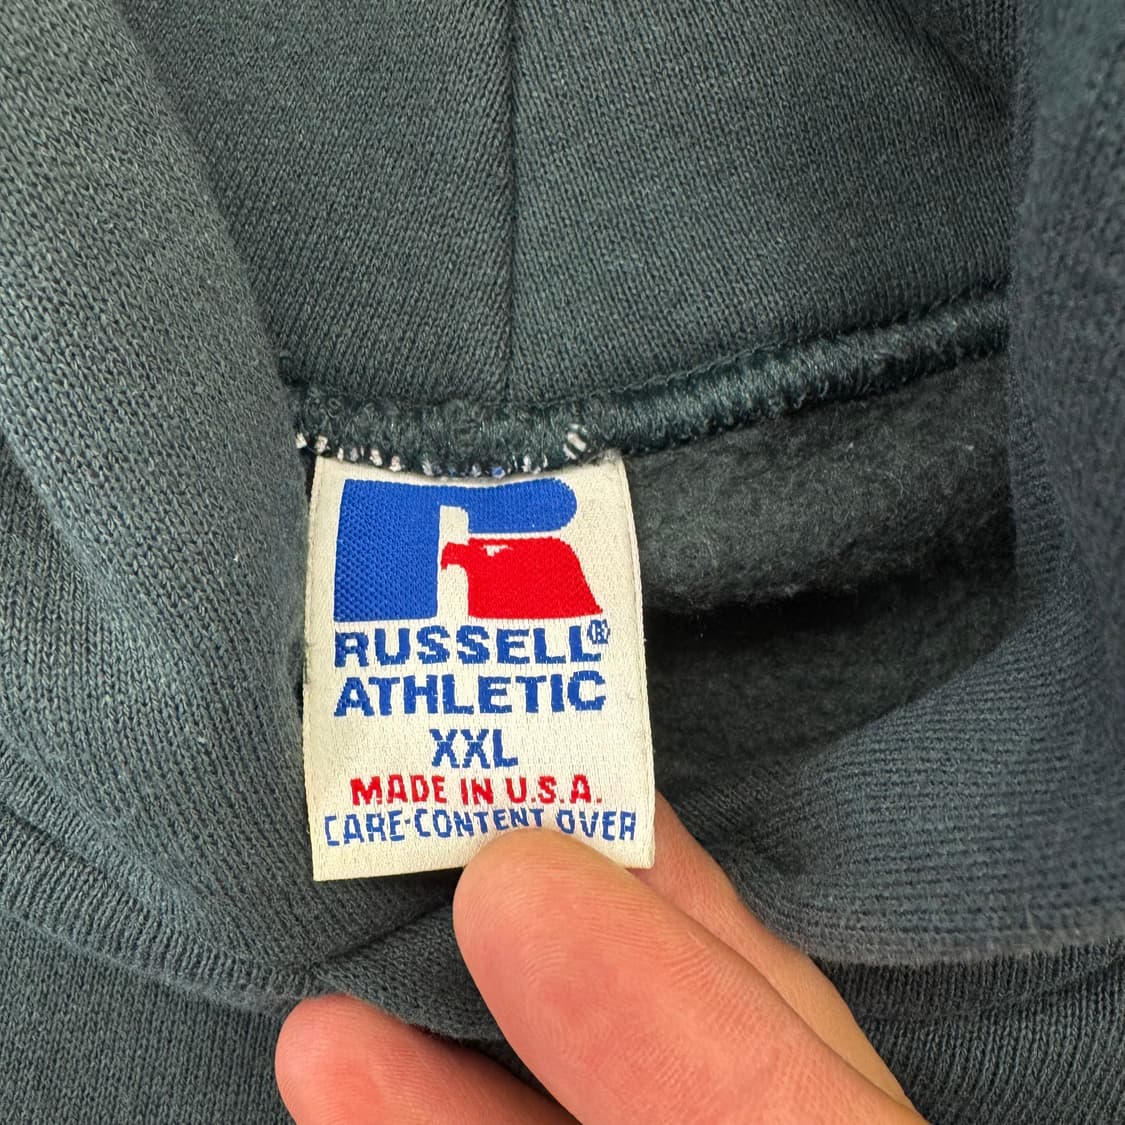 RUSSELL®
ATHLETIC
XXL
MADE IN U.S.A.
CARE-CONTENT OVER